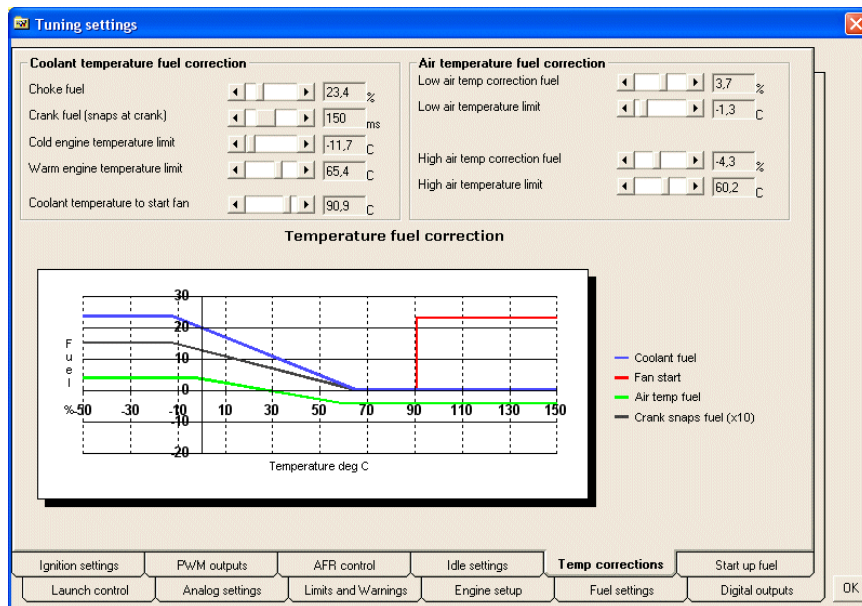 Tuning settings
Coolant temperature fuel correction
Choke fuel 23,4 %
Crank fuel (snaps at crank) 150 ms
Cold engine temperature limit -11,7 C
Warm engine temperature limit 65,4 C
Coolant temperature to start fan 90,9 C
Air temperature fuel correction
Low air temp correction fuel 3,7 %
Low air temperature limit -1,3 C
High air temp correction fuel -4,3 %
High air temperature limit 60,2 C
Temperature fuel correction
30
20
10
0
-10
-20
Fuel
%
-50 -30 -10 10 30 50 70 90 110 130 150
Temperature deg C
Coolant fuel
Fan start
Air temp fuel
Crank snaps fuel (x10)
Ignition settings PWM outputs AFR control Idle settings Temp corrections Start up fuel
Launch control Analog settings Limits and Warnings Engine setup Fuel settings Digital outputs OK